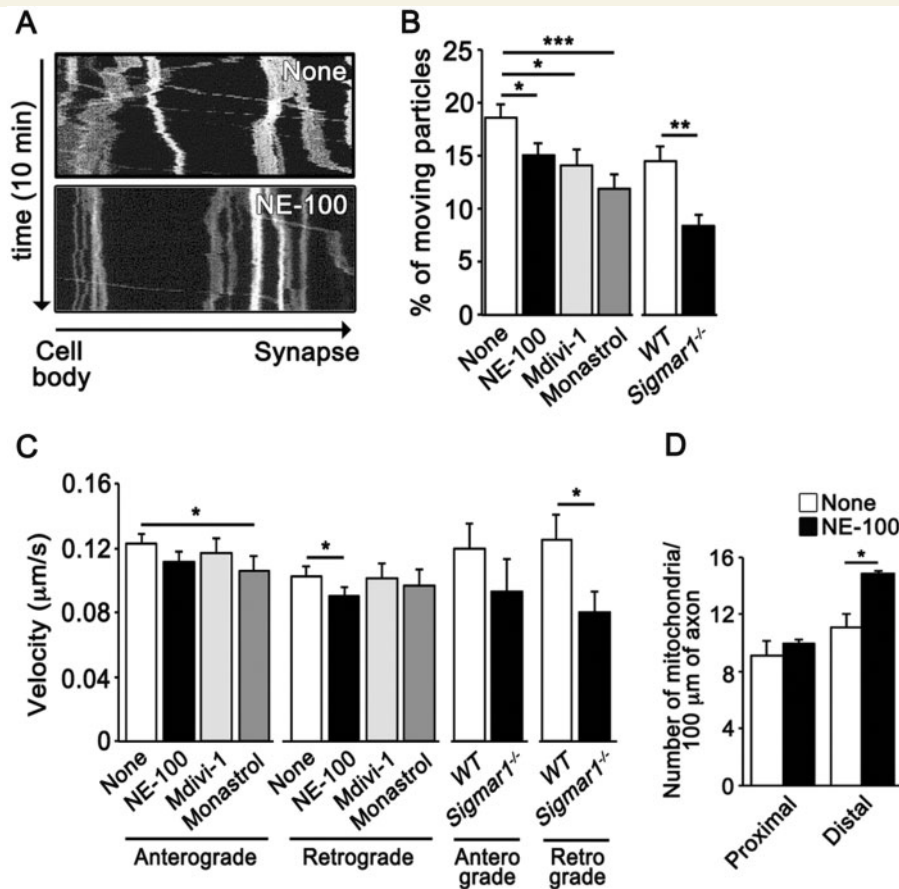 A
None
NE-100
time (10 min)
Cell
body
Synapse
B
***
*
*
**
% of moving particles
25
20
15
10
5
0
None
NE-100
Mdivi-1
Monastrol
WT
Sigmar1-/-
C
Velocity (μm/s)
0.16
0.12
0.08
0.04
0
*
*
*
None
NE-100
Mdivi-1
Monastrol
None
NE-100
Mdivi-1
Monastrol
WT
Sigmar1-/-
WT
Sigmar1-/-
Anterograde
Retrograde
Antero
grade
Retro
grade
D
None
NE-100
Number of mitochondria/
100 μm of axon
16
12
8
4
*
Proximal
Distal